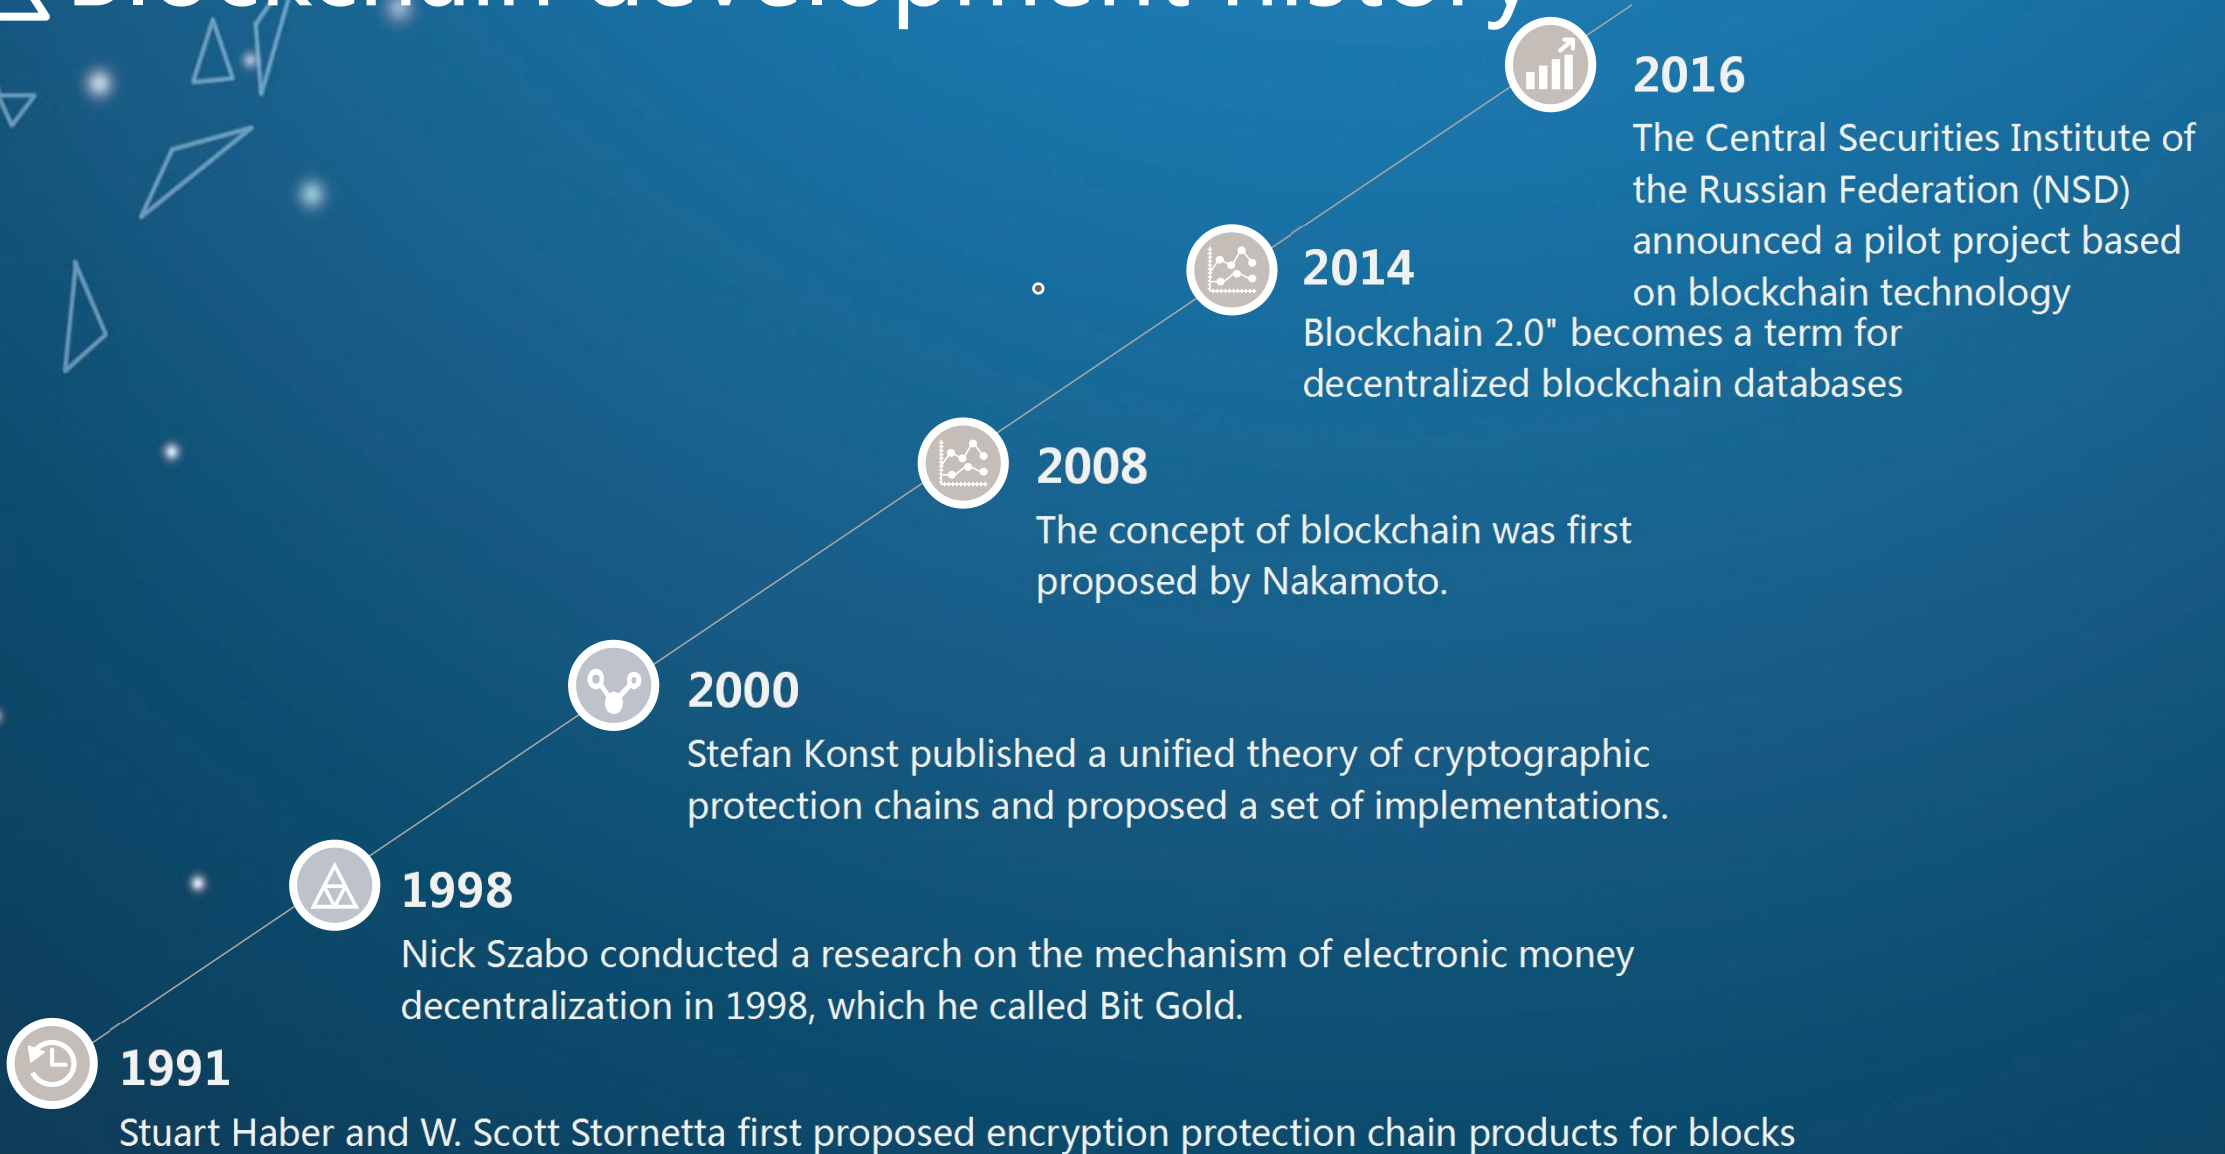 Blockchain development history
2016
The Central Securities Institute of
the Russian Federation (NSD)
announced a pilot project based
on blockchain technology
2014
Blockchain 2.0" becomes a term for
decentralized blockchain databases
2008
The concept of blockchain was first
proposed by Nakamoto.
2000
Stefan Konst published a unified theory of cryptographic
protection chains and proposed a set of implementations.
1998
Nick Szabo conducted a research on the mechanism of electronic money
decentralization in 1998, which he called Bit Gold.
1991
Stuart Haber and W. Scott Stornetta first proposed encryption protection chain products for blocks